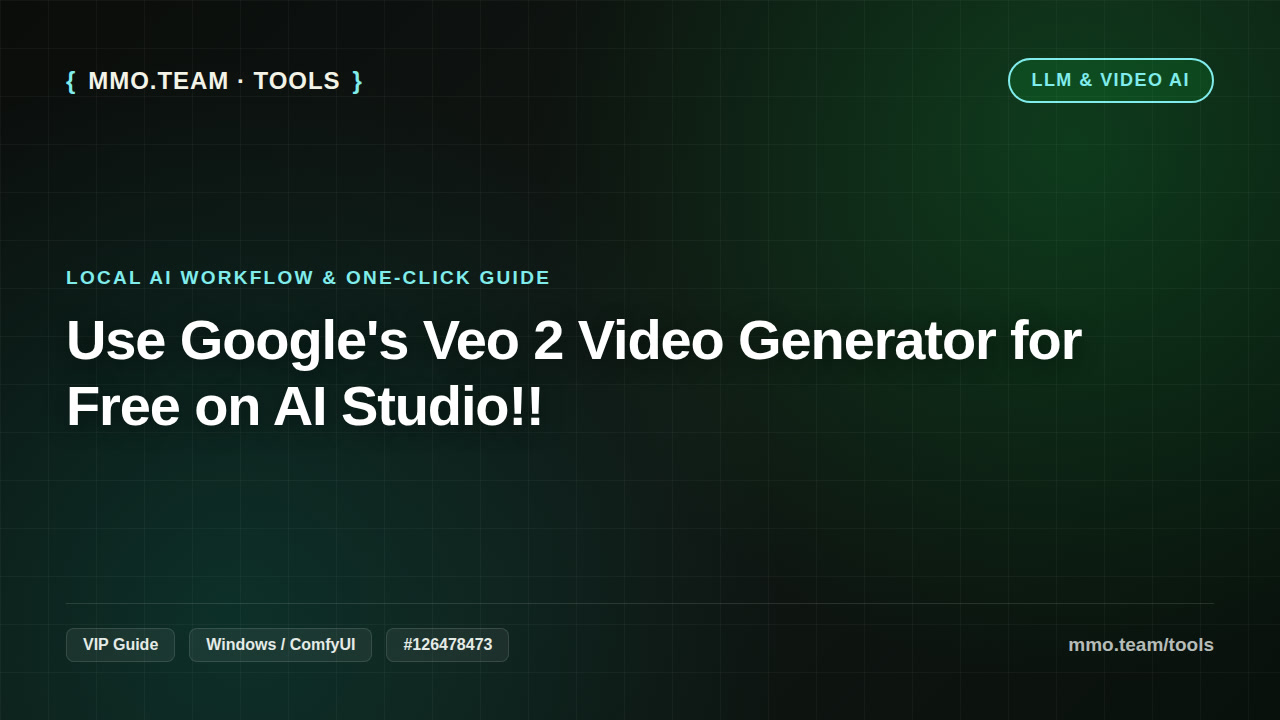 { MMO.TEAM · TOOLS }
LLM & VIDEO AI
LOCAL AI WORKFLOW & ONE-CLICK GUIDE
Use Google's Veo 2 Video Generator for
Free on AI Studio!!
VIP Guide
Windows / ComfyUI
#126478473
mmo.team/tools